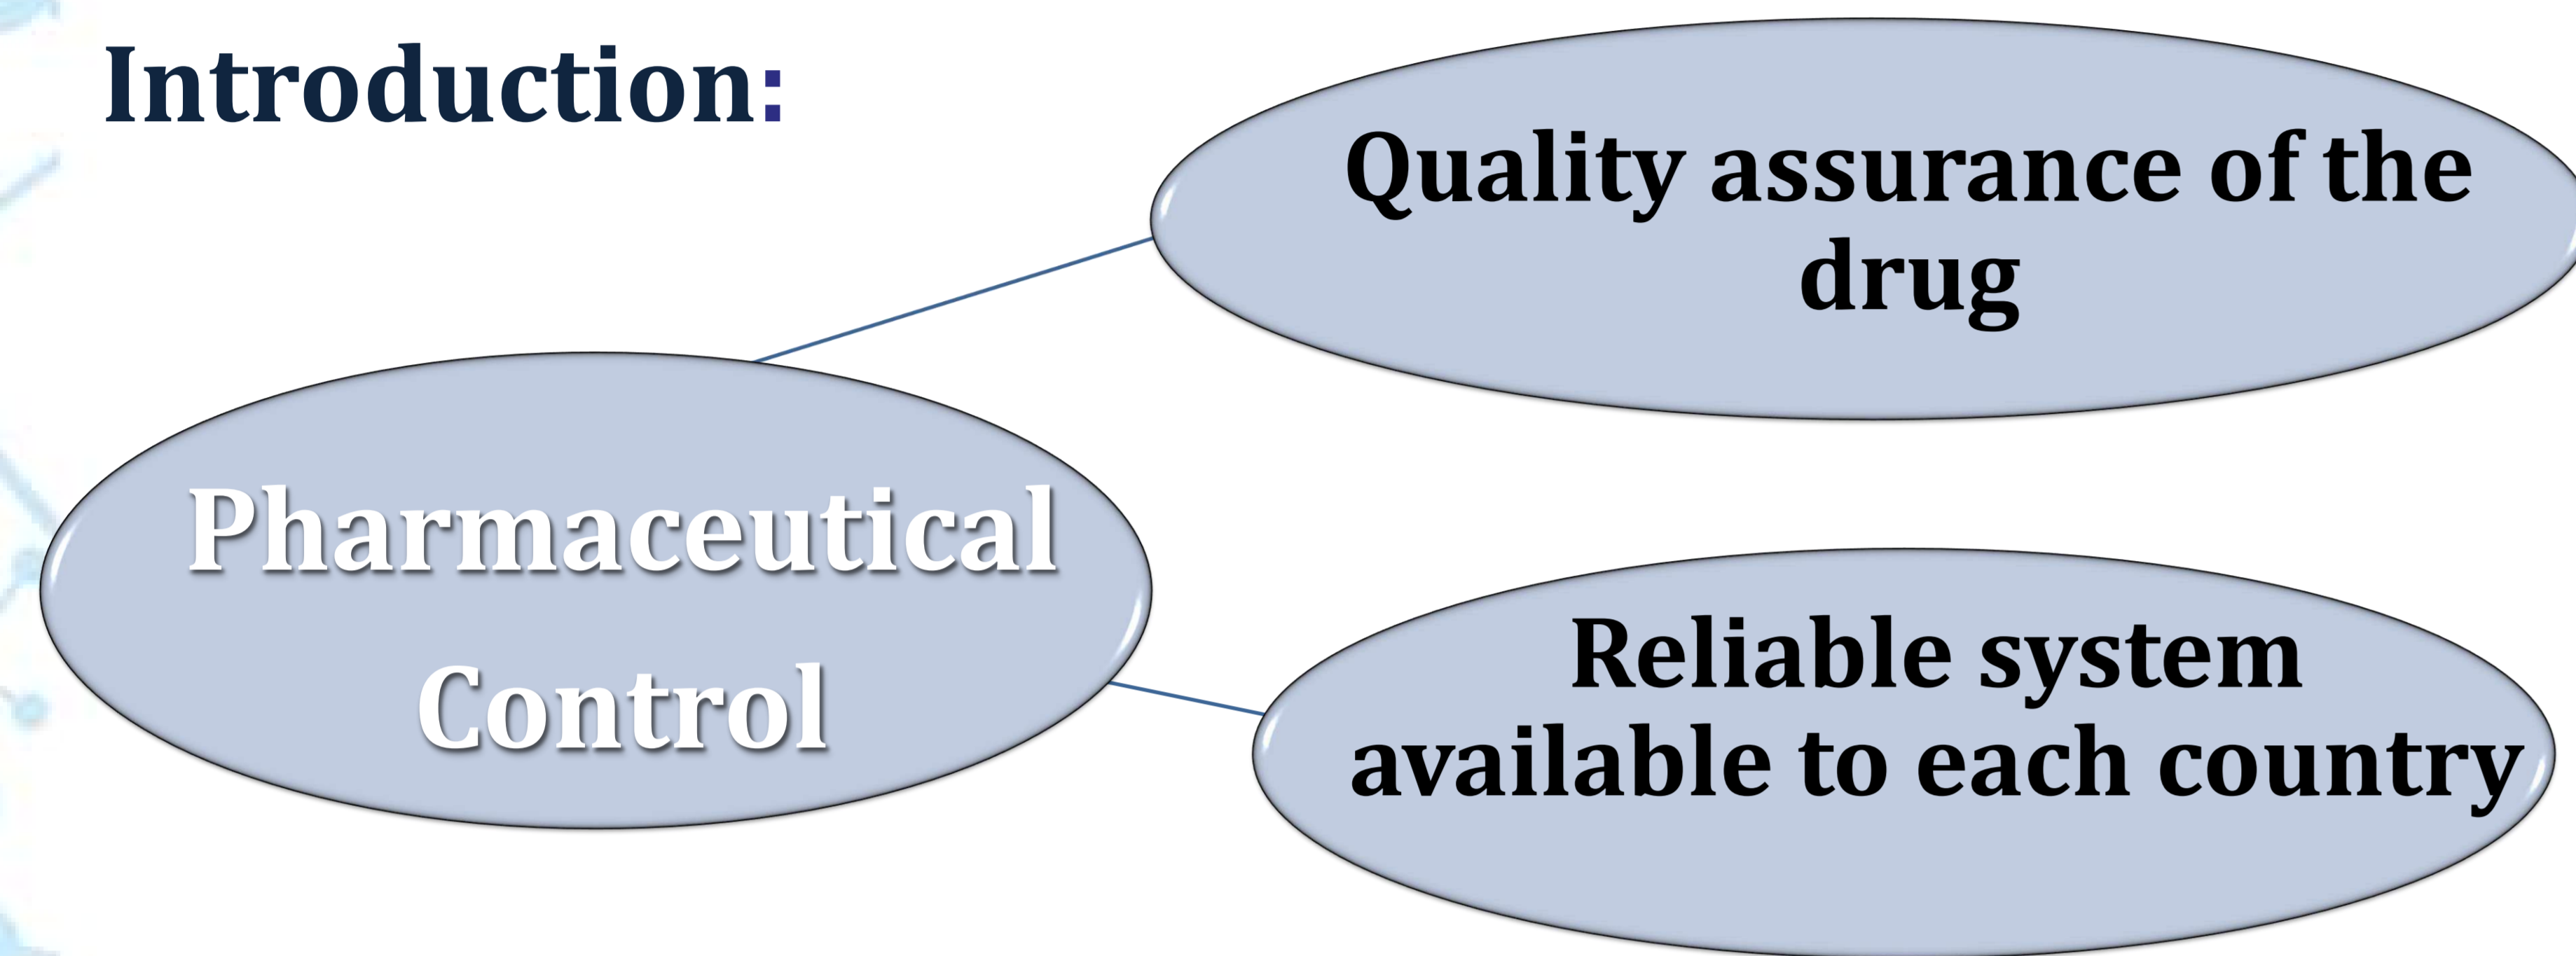 Introduction:
Quality assurance of the
drug
Pharmaceutical
Control
Reliable system
available to each country